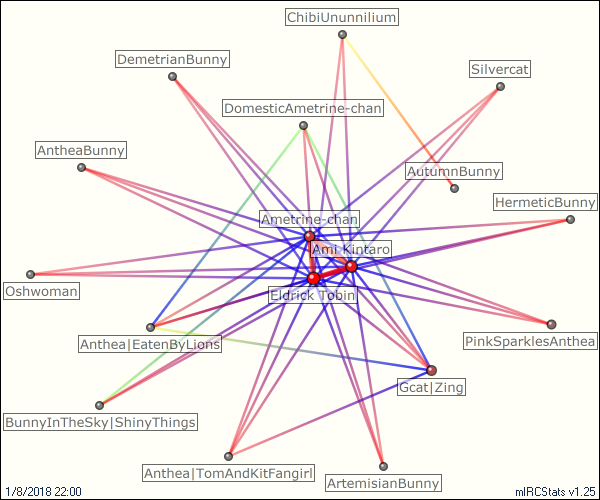 ChibiUnunnilium
DemetrianBunny
Silvercat
DomesticAmetrine-chan
AntheaBunny
AutumnBunny
HermeticBunny
Ametrine-chan
Ami Kintaro
Oshwoman
Eldrick Tobin
Anthea|EatenByLions
PinkSparklesAnthea
Gcat|Zing
BunnyInTheSky|ShinyThings
Anthea|TomAndKitFangirl
ArtemisianBunny
1/8/2018 22:00
mIRCStats v1.25